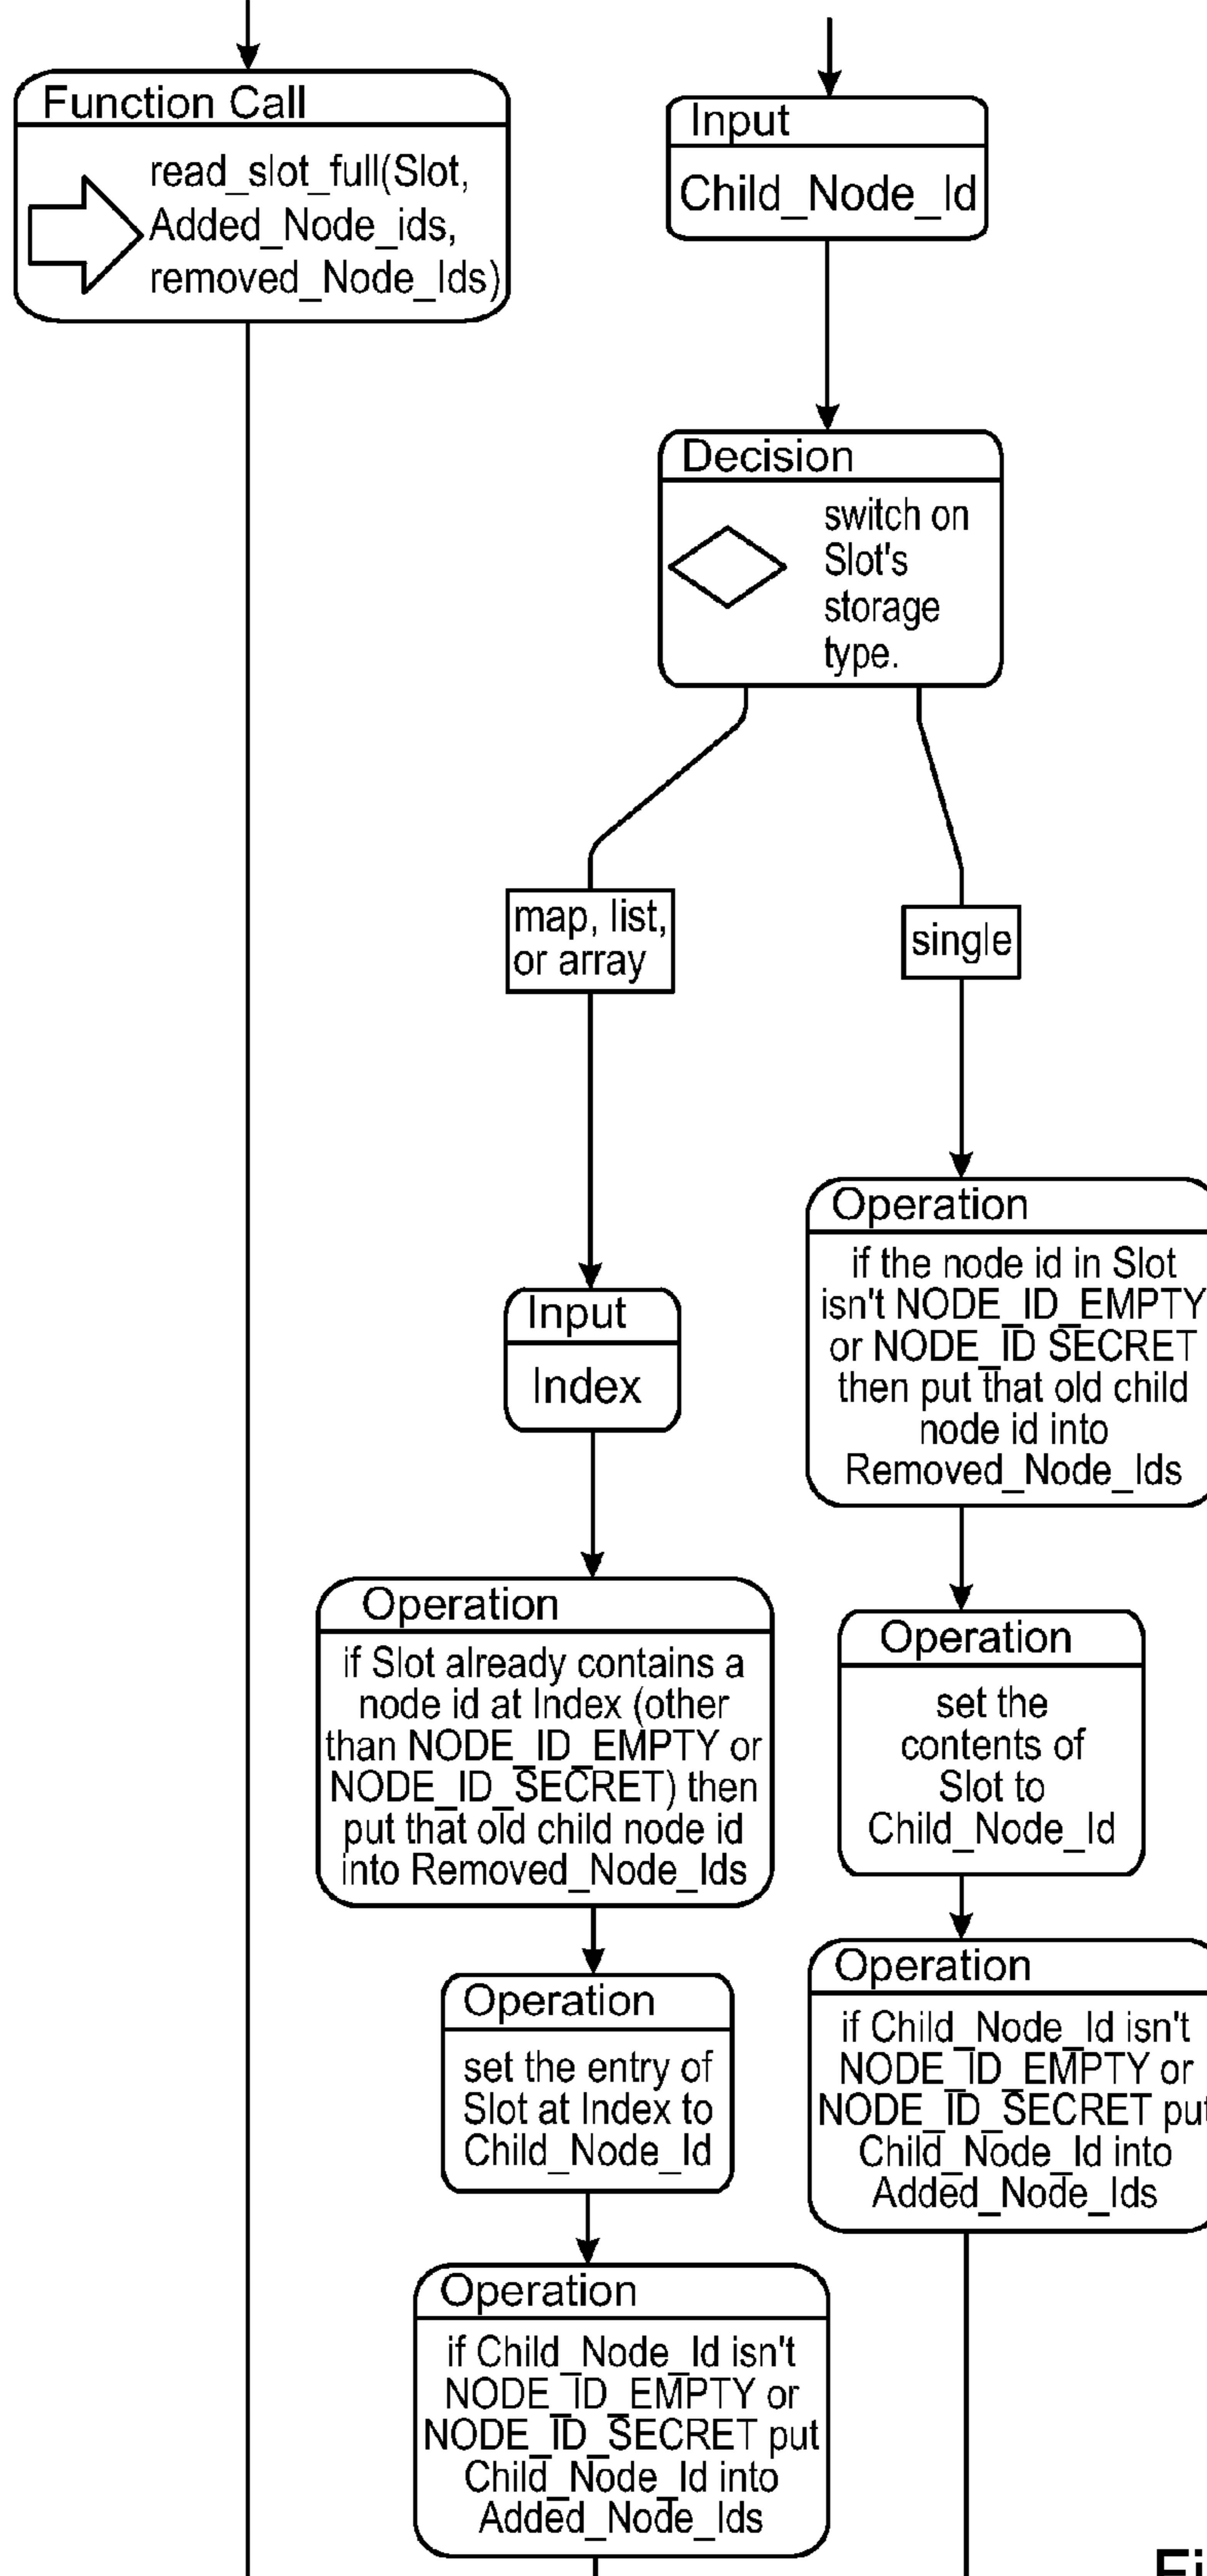 Function Call
read_slot_full(Slot,
Added_Node_ids,
removed_Node_Ids)
Input
Child_Node_Id
Decision
switch on
Slot's
storage
type.
map, list,
or array
single
Input
Index
Operation
if Slot already contains a
node id at Index (other
than NODE_ID_EMPTY or
NODE_ID_SECRET) then
put that old child node id
into Removed_Node_Ids
Operation
set the entry of
Slot at Index to
Child_Node_Id
Operation
if Child_Node_Id isn't
NODE_ID_EMPTY or
NODE_ID_SECRET put
Child_Node_Id into
Added_Node_Ids
Operation
if the node id in Slot
isn't NODE_ID_EMPTY
or NODE_ID SECRET
then put that old child
node id into
Removed_Node_Ids
Operation
set the
contents of
Slot to
Child_Node_Id
Operation
if Child_Node_Id isn't
NODE_ID_EMPTY or
NODE_ID_SECRET put
Child_Node_Id into
Added_Node_Ids